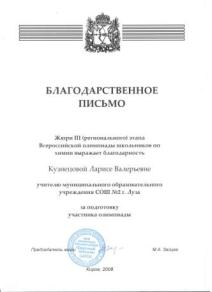 БЛАГОДАРСТВЕННОЕ
ПИСЬМО
Жюри III (регионального) этапа
Всероссийской олимпиады школьников по
химии выражает благодарность
Кузнецовой Ларисе Валерьевне
учителю муниципального образовательного
учреждения СОШ №2 г. Луза
за подготовку
участника олимпиады
Председатель жюри
М.А. Зайцев
Киров, 2008